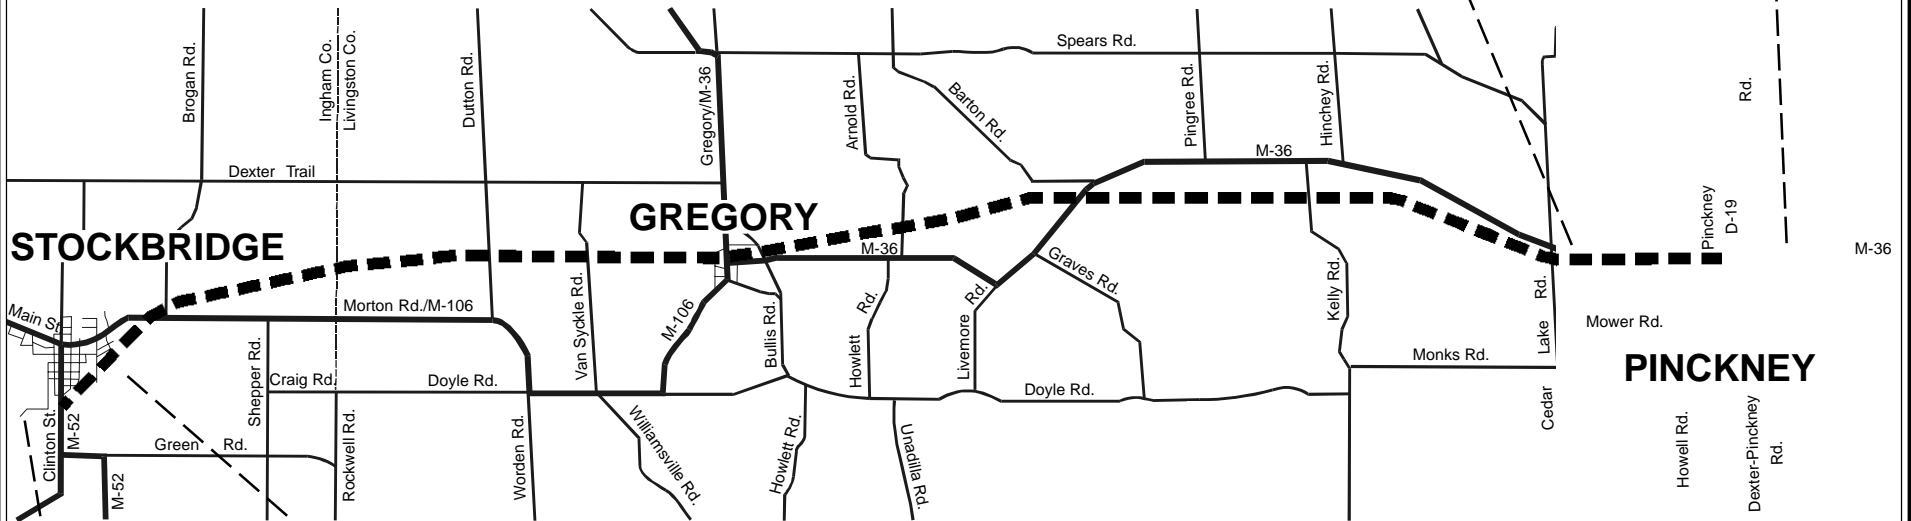 Spears Rd.
Brogan Rd.
Ingham Co.
Livingston Co.
Dutton Rd.
Gregory/M-36
Arnold Rd.
Barton Rd.
Pingree Rd.
Hinchey Rd.
Rd.
M-36
Dexter Trail
GREGORY
STOCKBRIDGE
Pinckney
D-19
M-36
M-36
Graves Rd.
Kelly Rd.
Rd.
Lake
Cedar
Main St.
Morton Rd./M-106
Van Syckle Rd.
M-106
Bullis Rd.
Rd.
Howlett
Rd.
Livemore
Mower Rd.
Monks Rd.
PINCKNEY
Shepper Rd.
Craig Rd.
Doyle Rd.
Doyle Rd.
Clinton St.
M-52
Green Rd.
M-52
Rockwell Rd.
Worden Rd.
Williamsville Rd.
Howlett Rd.
Unadilla Rd.
Howell Rd.
Dexter-Pinckney
Rd.